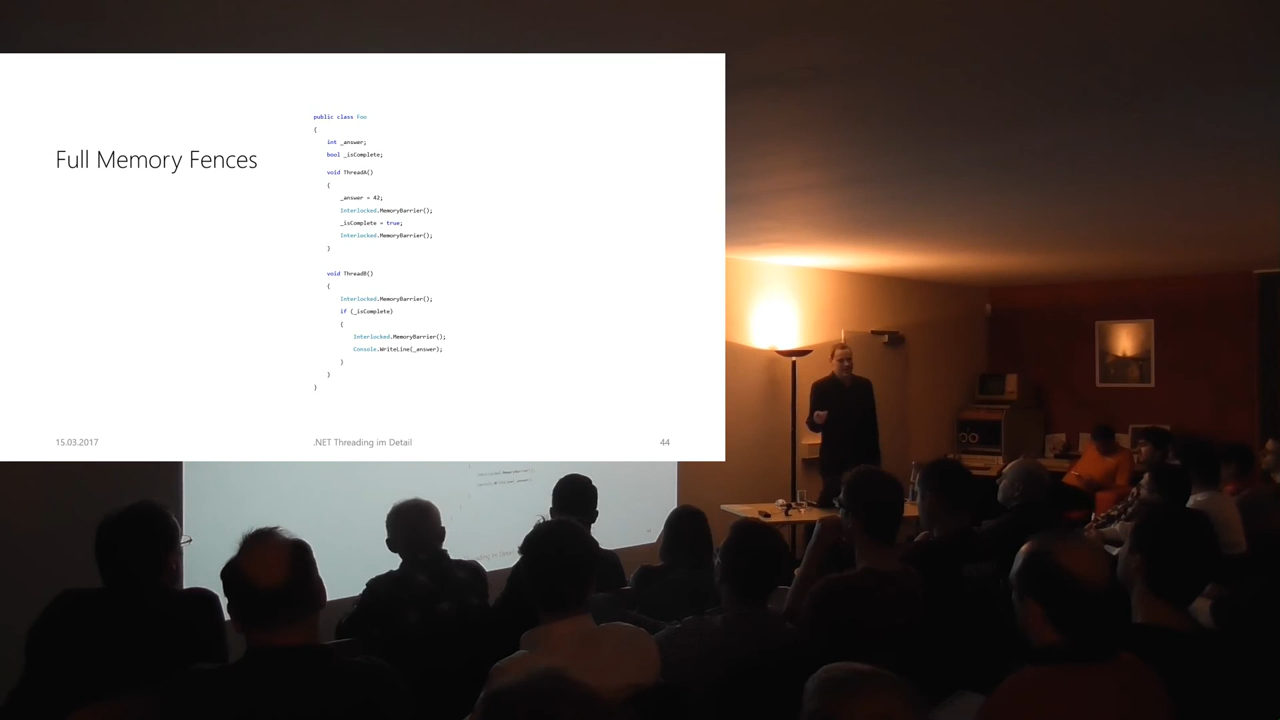 Full Memory Fences
public class Foo
{
int _answer;
bool _isComplete;
void ThreadA()
{
_answer = 42;
Interlocked.MemoryBarrier();
_isComplete = true;
Interlocked.MemoryBarrier();
}
void ThreadB()
{
Interlocked.MemoryBarrier();
if (_isComplete)
{
Interlocked.MemoryBarrier();
Console.WriteLine(_answer);
}
}
}
15.03.2017
.NET Threading im Detail
44